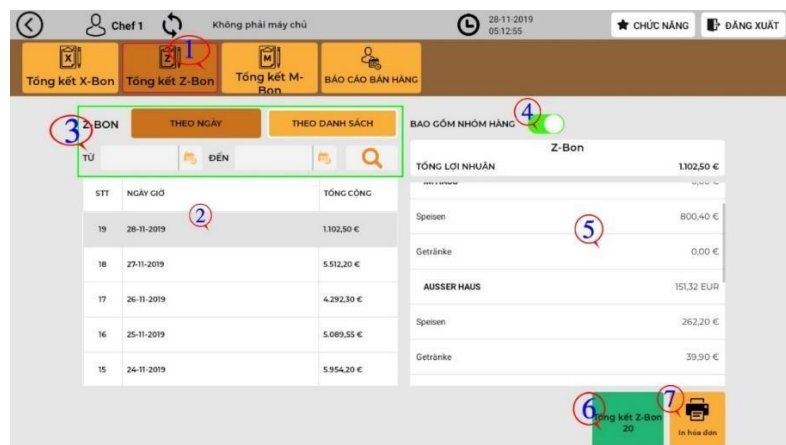 Chef 1 Không phải máy chủ 28-11-2019 CHỨC NĂNG ĐĂNG XUẤT
05:12:55
1
Tổng kết X-Bon Tổng kết Z-Bon Tổng kết M-Bon BÁO CÁO BÁN HÀNG
3 Z-BON THEO NGÀY THEO DANH SÁCH BAO GỒM NHÓM HÀNG 4
TỪ ĐẾN
Z-Bon
TỔNG LỢI NHUẬN 1.102,50 €
STT NGÀY GIỜ TỔNG CỘNG
2
19 28-11-2019 1.102,50 €
18 27-11-2019 5.512,20 €
17 26-11-2019 4.292,30 €
16 25-11-2019 5.089,55 €
15 24-11-2019 5.954,20 €
Speisen 800,40 €
5
Getränke 0,00 €
AUSSER HAUS 151,32 EUR
Speisen 262,20 €
Getränke 39,90 €
6 Tổng kết Z-Bon
20
7
In hóa đơn